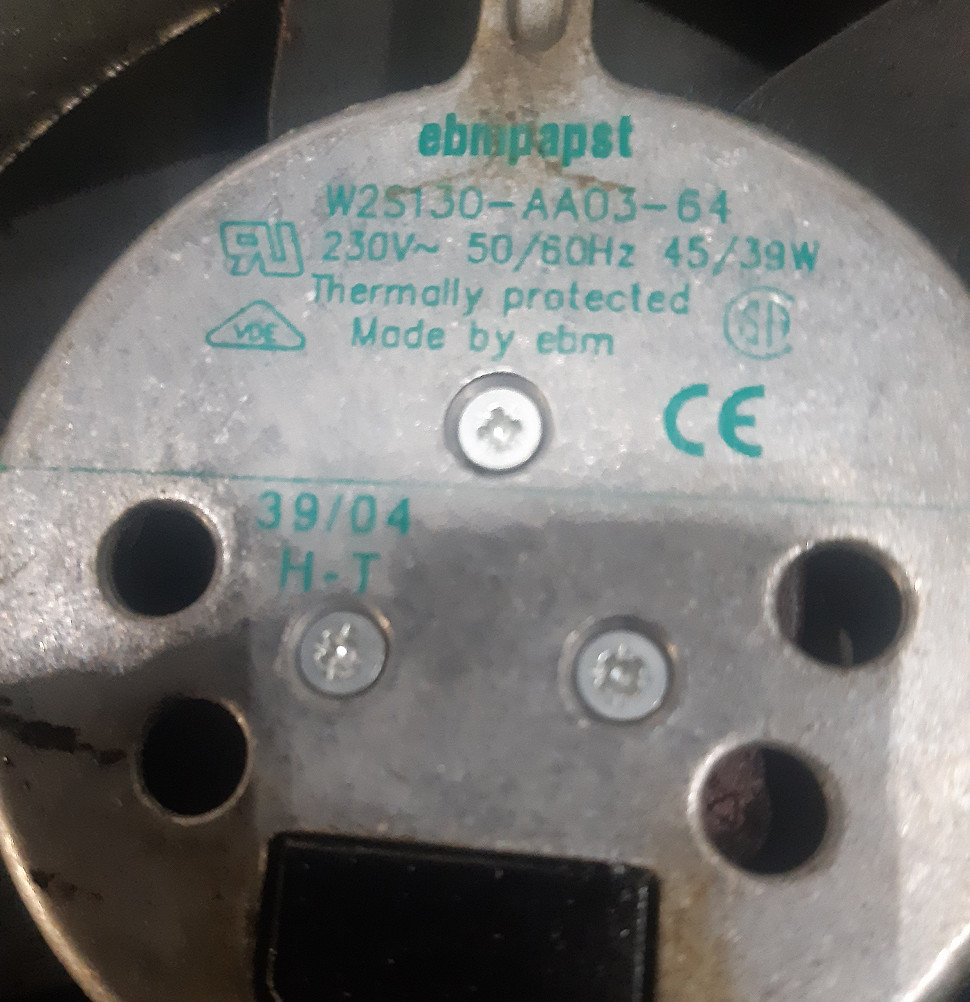 ebmpapst
W2S130-AA03-64
230V~ 50/60Hz 45/39W
Thermally protected
Made by ebm
VDE
CE
39/04
H-T